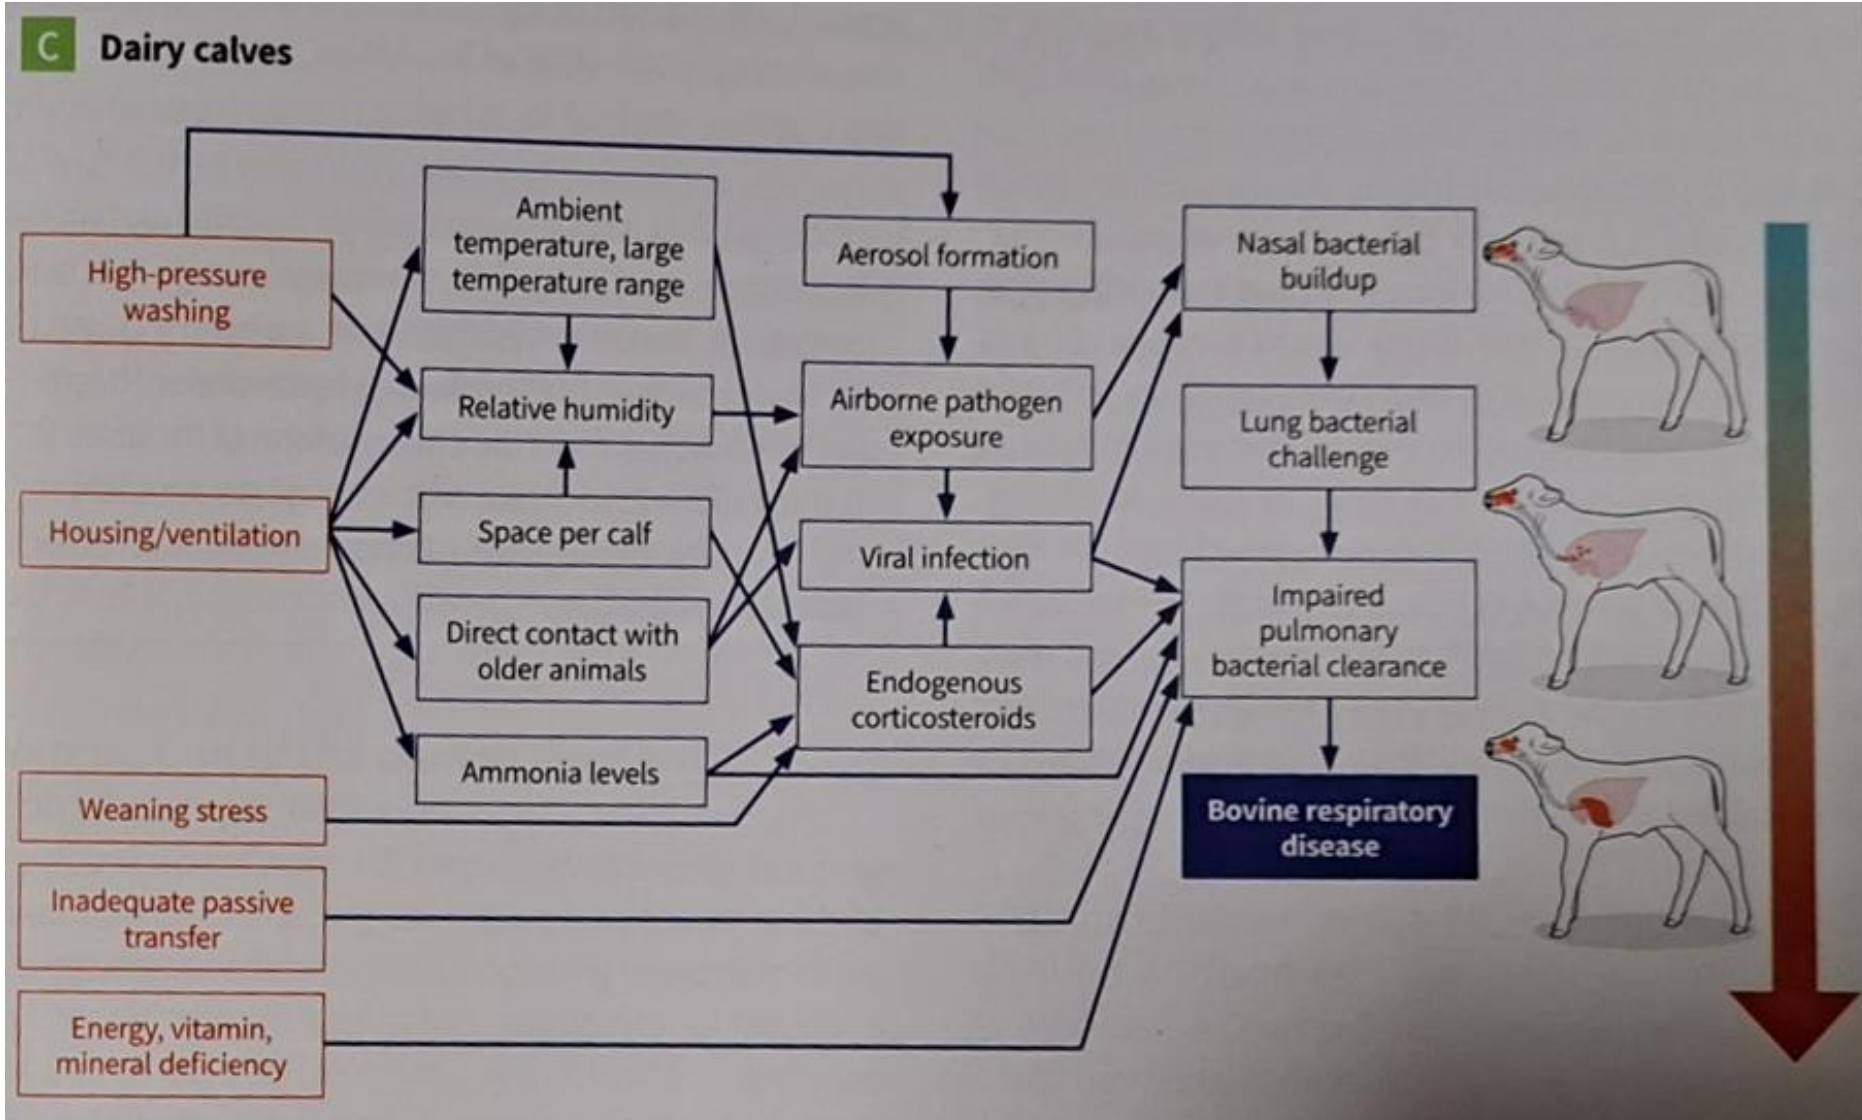 C Dairy calves
High-pressure
washing
Housing/ventilation
Weaning stress
Inadequate passive
transfer
Energy, vitamin,
mineral deficiency
Ambient
temperature, large
temperature range
Relative humidity
Space per calf
Direct contact with
older animals
Ammonia levels
Aerosol formation
Airborne pathogen
exposure
Viral infection
Endogenous
corticosteroids
Nasal bacterial
buildup
Lung bacterial
challenge
Impaired
pulmonary
bacterial clearance
Bovine respiratory
disease